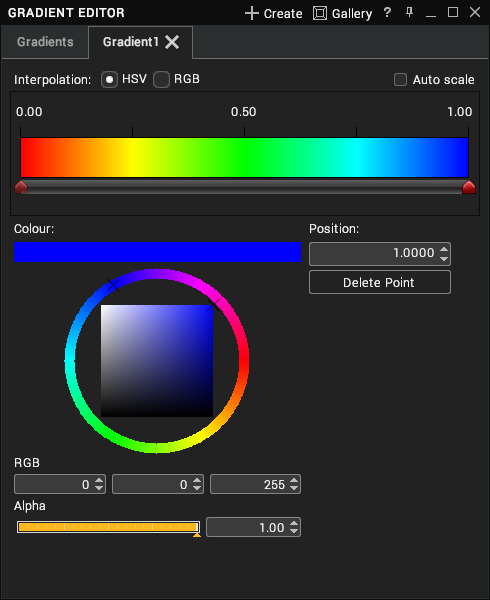 GRADIENT EDITOR Create Gallery ?
Gradients Gradient1
Interpolation: HSV RGB Auto scale
0.00 0.50 1.00
Colour: Position:
1.0000
Delete Point
RGB
0 0 255
Alpha
1.00